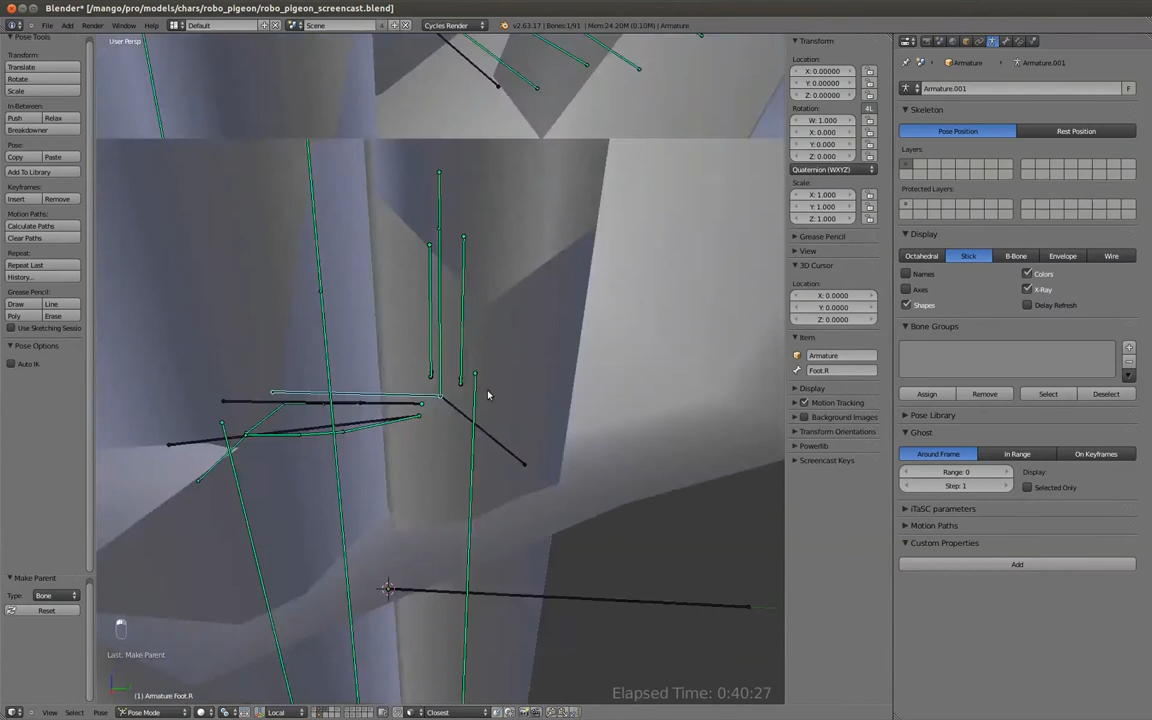 Blender* [/mango/pro/models/chars/robo_pigeon/robo_pigeon_screencast.blend]
File Add Render Window Help Default Scene Cycles Render v2.63.17 | Bones:1/91 | Mem:24.20M (0.10M) | Armature
Pose Tools
Transform:
Translate
Rotate
Scale
In-Between:
Push Relax
Breakdowner
Pose:
Copy Paste
Add To Library
Keyframes:
Insert Remove
Motion Paths:
Calculate Paths
Clear Paths
Repeat:
Repeat Last
History...
Grease Pencil:
Draw Line
Poly Erase
Use Sketching Sessio
Pose Options
Auto IK
Make Parent
Type: Bone
Reset
User Persp
Last: Make Parent
(1) Armature Foot.R
Elapsed Time: 0:40:27
View Select Pose Pose Mode Local Closest
Transform
Location:
X: 0.00000
Y: 0.00000
Z: 0.00000
Rotation: 4L
W: 1.000
X: 0.000
Y: 0.000
Z: 0.000
Quaternion (WXYZ)
Scale:
X: 1.000
Y: 1.000
Z: 1.000
Grease Pencil
View
3D Cursor
Location:
X: 0.0000
Y: 0.0000
Z: 0.0000
Item
Armature
Foot.R
Display
Motion Tracking
Background Images
Transform Orientations
Powerlib
Screencast Keys
Armature Armature.001
Armature.001 F
Skeleton
Pose Position Rest Position
Layers:
Protected Layers:
Display
Octahedral Stick B-Bone Envelope Wire
Names Colors
Axes X-Ray
Shapes Delay Refresh
Bone Groups
Assign Remove Select Deselect
Pose Library
Ghost
Around Frame In Range On Keyframes
Range: 0 Display:
Step: 1 Selected Only
iTaSC parameters
Motion Paths
Custom Properties
Add